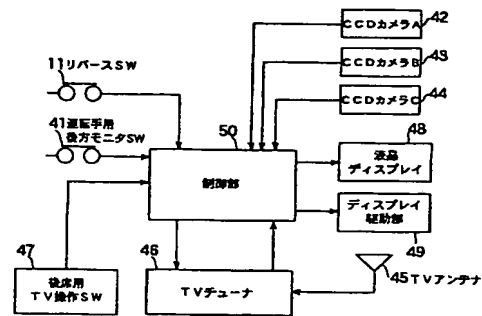 CCDカメラA
42
CCDカメラB
43
CCDカメラC
44
11リバースSW
41運転手用
後方モニタSW
50
制御部
48
液晶
ディスプレイ
ディスプレイ
駆動部
49
47
後席用
TV操作SW
46
TVチューナ
45TVアンテナ